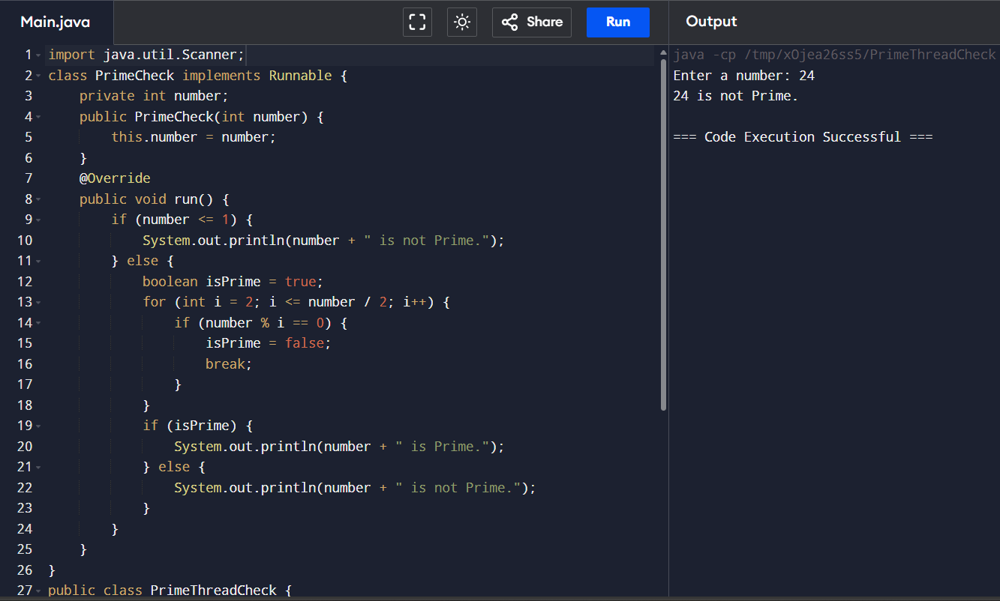 Main.java
Share
Run
Output
1 import java.util.Scanner;
2 class PrimeCheck implements Runnable {
3     private int number;
4     public PrimeCheck(int number) {
5         this.number = number;
6     }
7     @Override
8     public void run() {
9         if (number <= 1) {
10             System.out.println(number + " is not Prime.");
11         } else {
12             boolean isPrime = true;
13             for (int i = 2; i <= number / 2; i++) {
14                 if (number % i == 0) {
15                     isPrime = false;
16                     break;
17                 }
18             }
19             if (isPrime) {
20                 System.out.println(number + " is Prime.");
21             } else {
22                 System.out.println(number + " is not Prime.");
23             }
24         }
25     }
26 }
27 public class PrimeThreadCheck {
java -cp /tmp/xOjea26ss5/PrimeThreadCheck
Enter a number: 24
24 is not Prime.
=== Code Execution Successful ===